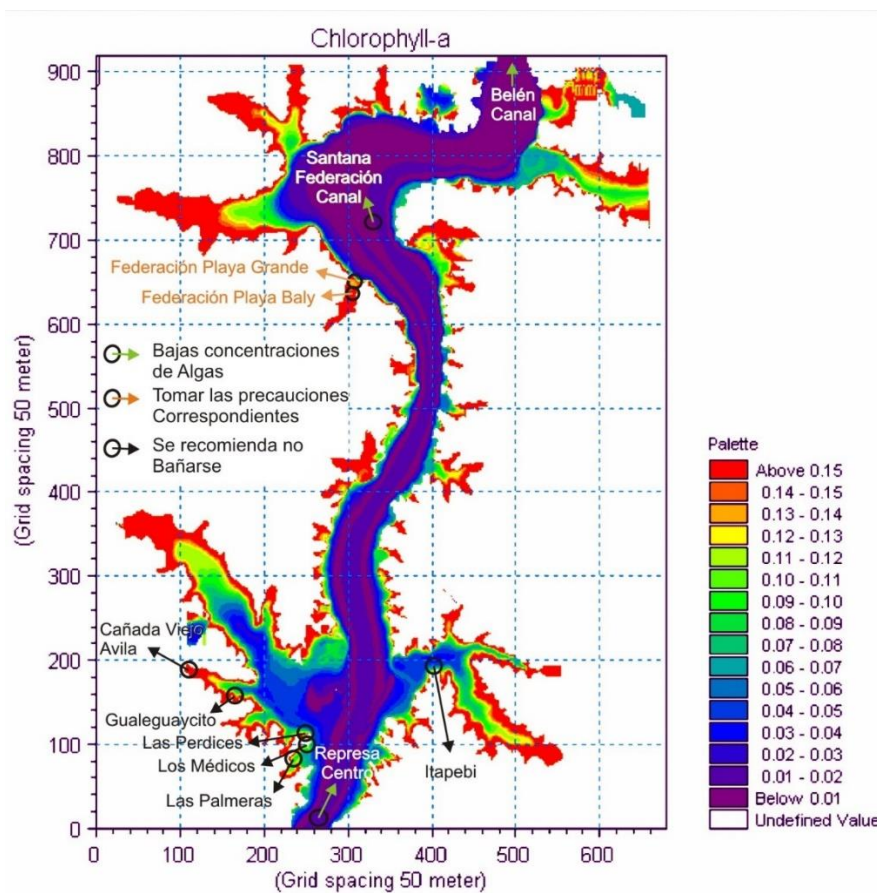 Chlorophyll-a
900
800
700
600
500
400
300
200
100
0
(Grid spacing 50 meter)
Belén
Canal
Santana
Federación
Canal
Federación Playa Grande
Federación Playa Baly
Bajas concentraciones
de Algas
Tomar las precauciones
Correspondientes
Se recomienda no
Bañarse
Cañada Viejo
Avila
Gualeguaycito
Las Perdices
Los Médicos
Las Palmeras
Represa
Centro
Itapebi
0 100 200 300 400 500 600
(Grid spacing 50 meter)
Palette
Above 0.15
0.14 - 0.15
0.13 - 0.14
0.12 - 0.13
0.11 - 0.12
0.10 - 0.11
0.09 - 0.10
0.08 - 0.09
0.07 - 0.08
0.06 - 0.07
0.05 - 0.06
0.04 - 0.05
0.03 - 0.04
0.02 - 0.03
0.01 - 0.02
Below 0.01
Undefined Value